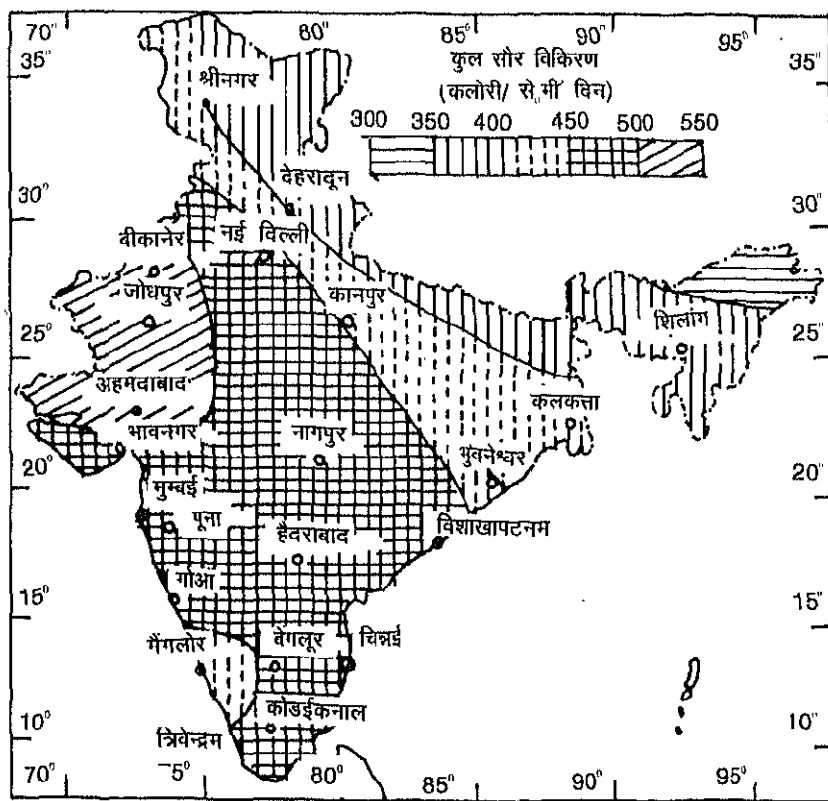 70° 80° 85° 90° 95°
35° 35°
कुल सौर विकिरण
(कलोरी/ से॰मी विन)
300 350 400 450 500 550
श्रीनगर
देहरादून
30° 30°
बीकानेर नई विल्ली
जोधपुर कानपुर
शिलांग
25° 25°
अहमदाबाद
कलकत्ता
भावनगर नागपुर
भुवनेश्वर
20° 20°
मुम्बई
पूना विशाखापटनम
हैदराबाद
गोआ
15° 15°
मैंगलोर बेंगलूर चिन्नई
कोडईकनाल
10° 10°
त्रिवेन्द्रम
70° 75° 80° 85° 90° 95°